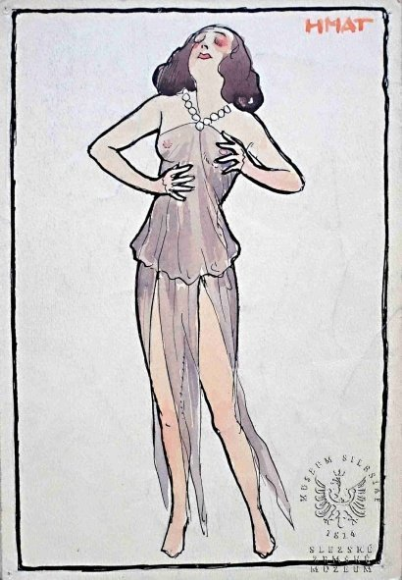 HMAT
MUSEUM SILESIAE
1814
SLEZSKÉ
ZEMSKÉ
MUZEUM